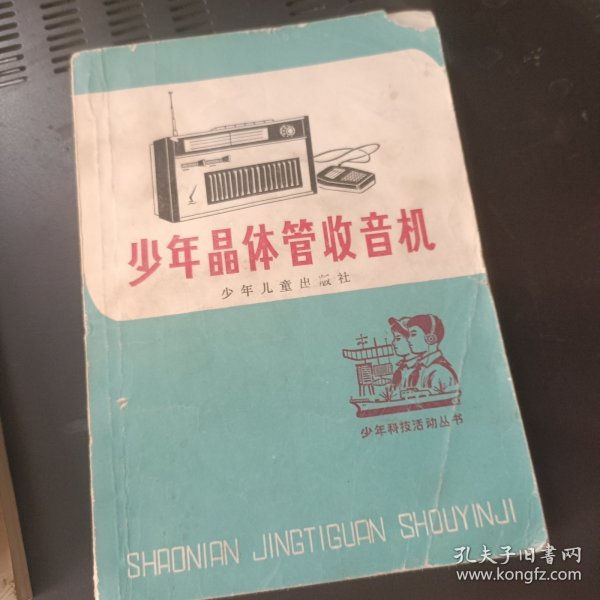 少年晶体管收音机
少年儿童出版社
少年科技活动丛书
SHAONIAN JINGTIGUAN SHOUYINJI
孔夫子旧书网
www.kongfz.com